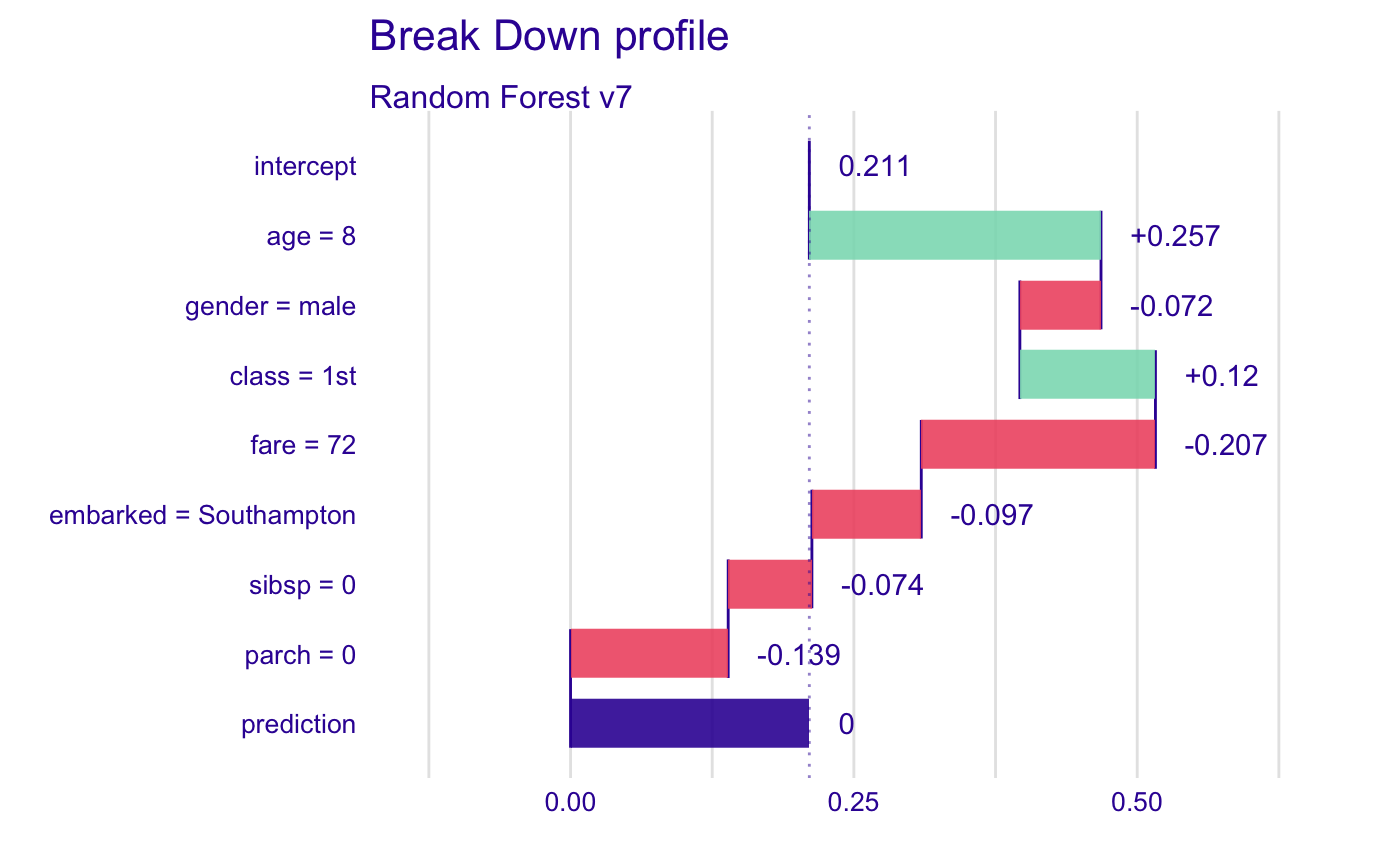 Break Down profile
Random Forest v7
intercept 0.211
age = 8 +0.257
gender = male -0.072
class = 1st +0.12
fare = 72 -0.207
embarked = Southampton -0.097
sibsp = 0 -0.074
parch = 0 -0.139
prediction 0
0.00 0.25 0.50